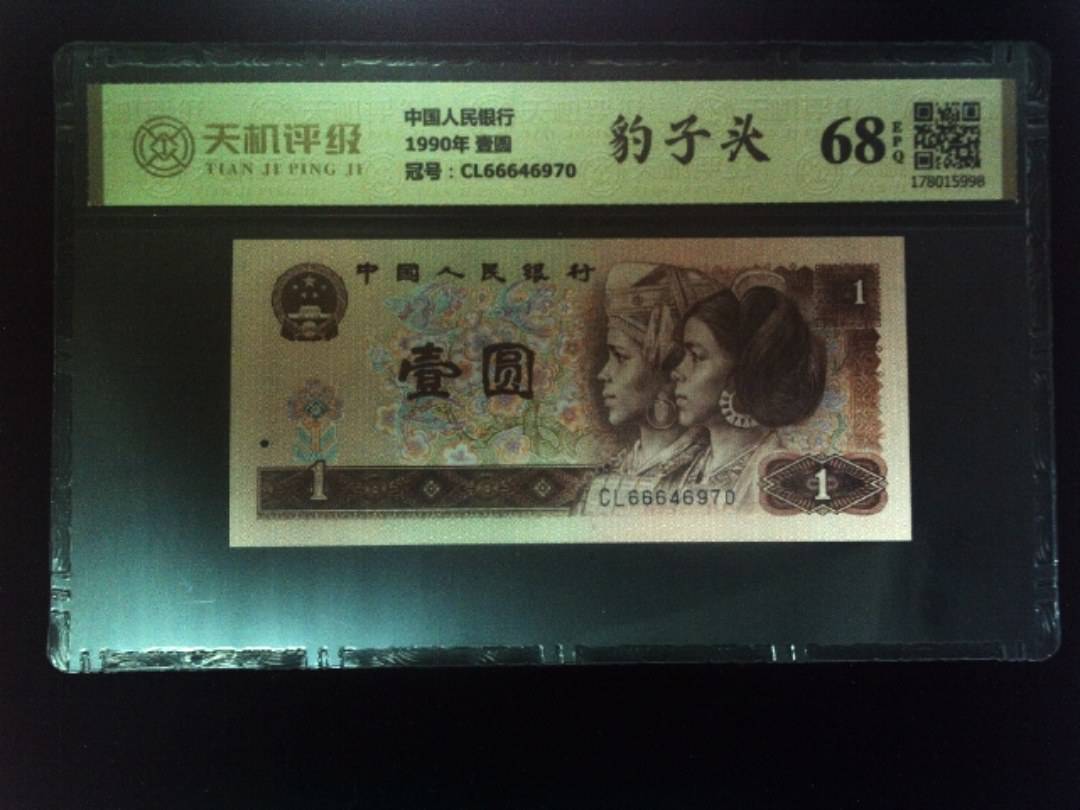 天机评级
TIAN JI PING JI
中国人民银行
1990年 壹圆
冠号：CL66646970
豹子头
68
EPQ
178015998
中國人民銀行
壹圆
1
1
CL66646970
1